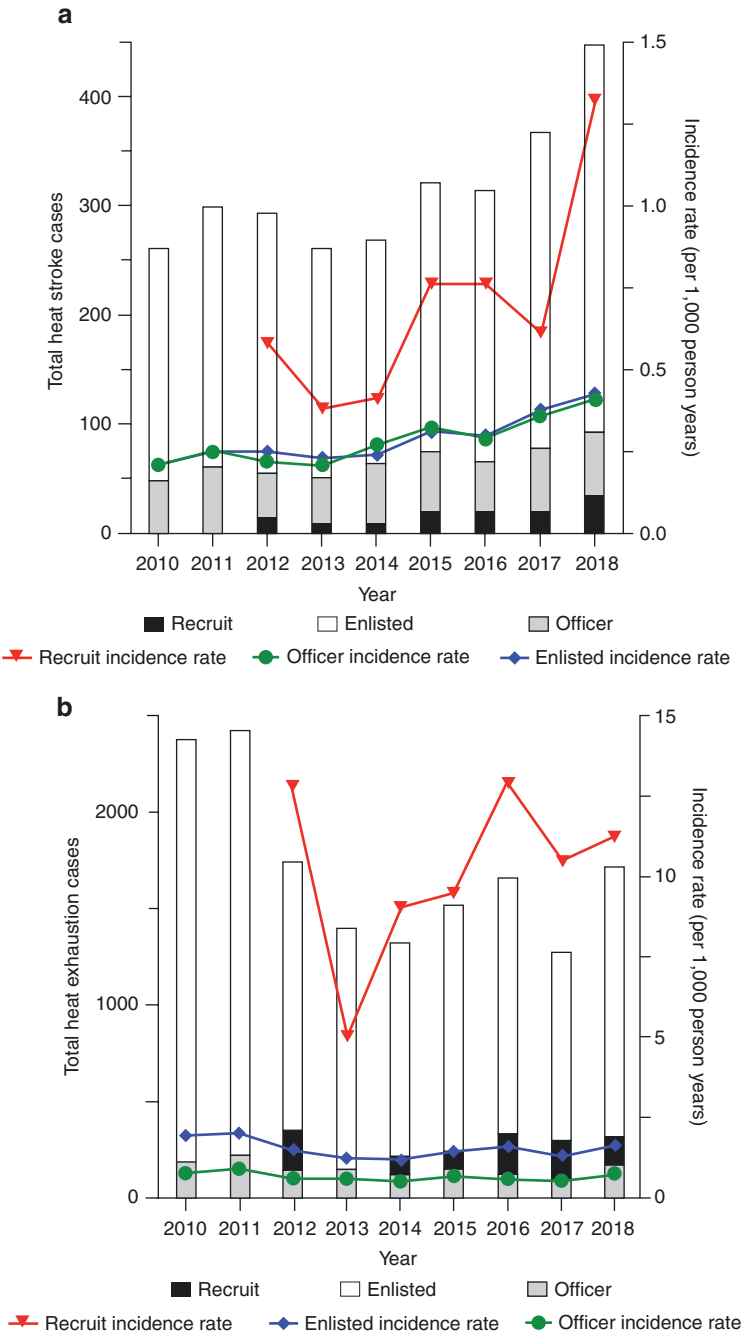 a
Total heat stroke cases
400
300
200
100
0
1.5
1.0
0.5
0.0
Incidence rate (per 1,000 person years)
2010 2011 2012 2013 2014 2015 2016 2017 2018
Year
Recruit Enlisted Officer
Recruit incidence rate Officer incidence rate Enlisted incidence rate
b
Total heat exhaustion cases
2000
1000
0
15
10
5
0
Incidence rate (per 1,000 person years)
2010 2011 2012 2013 2014 2015 2016 2017 2018
Year
Recruit Enlisted Officer
Recruit incidence rate Enlisted incidence rate Officer incidence rate